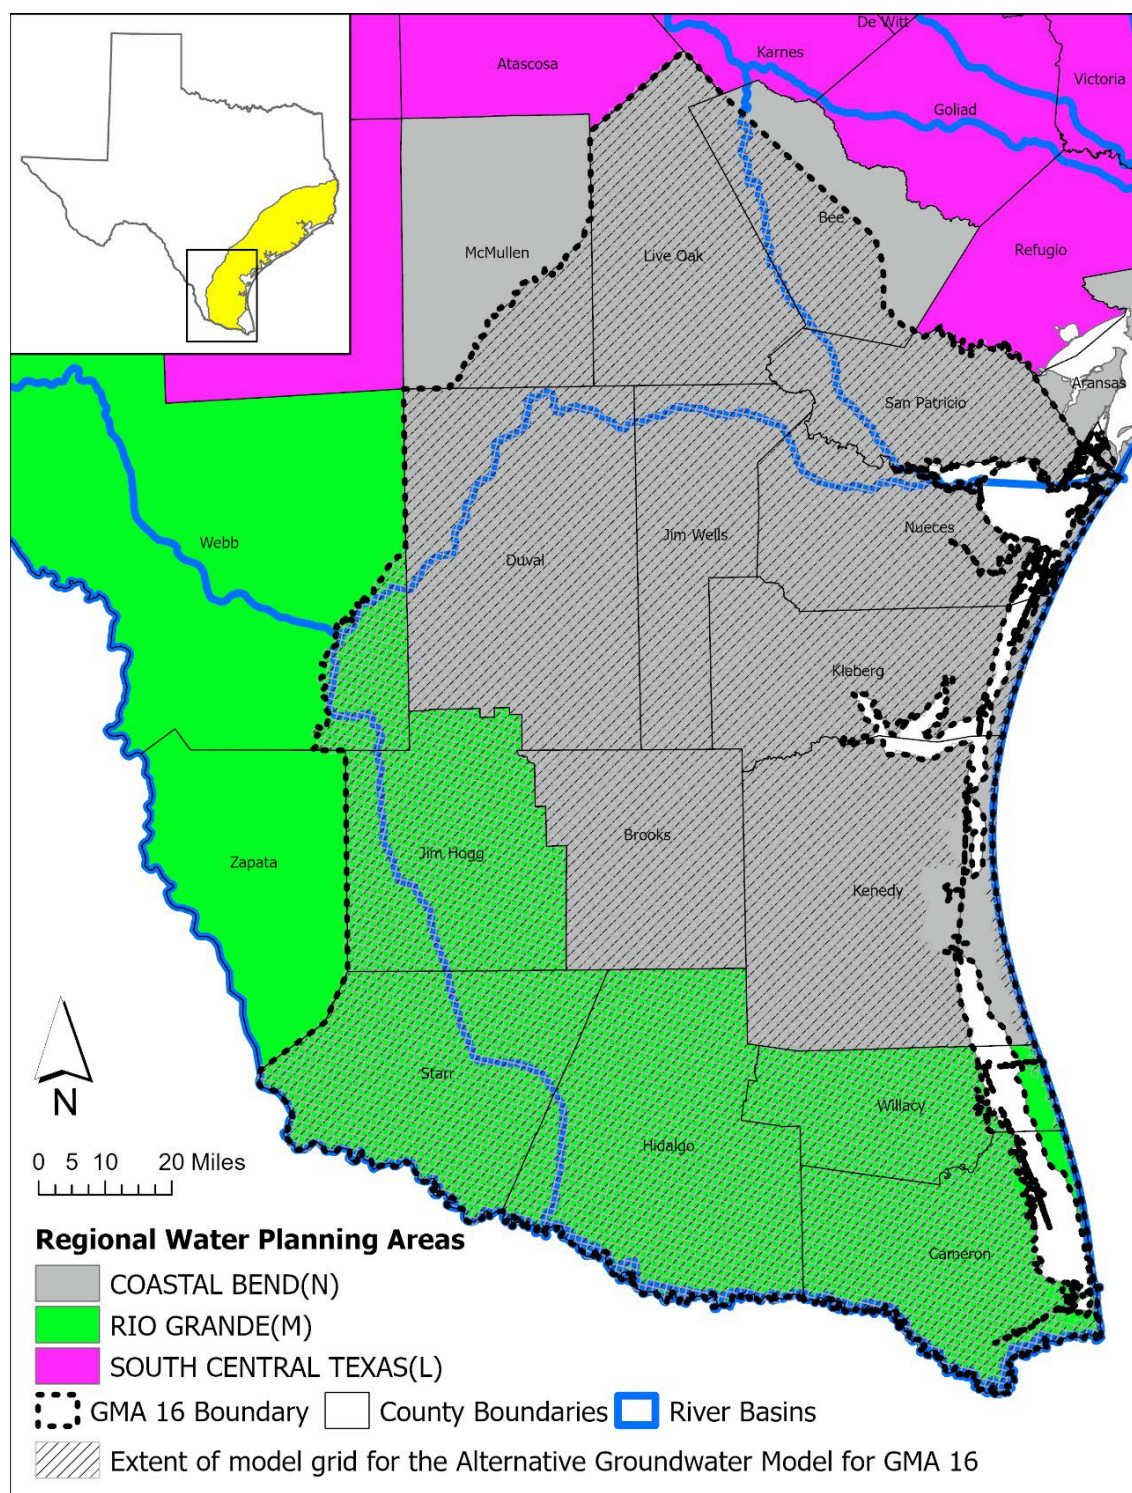 De Witt
Karnes
Atascosa
Victoria
Goliad
Bee
McMullen
Live Oak
Refugio
Aransas
San Patricio
Nueces
Webb
Jim Wells
Duval
Kleberg
Brooks
Jim Hogg
Zapata
Kenedy
Starr
Willacy
Hidalgo
Cameron
N
0 5 10 20 Miles
Regional Water Planning Areas
COASTAL BEND(N)
RIO GRANDE(M)
SOUTH CENTRAL TEXAS(L)
GMA 16 Boundary County Boundaries River Basins
Extent of model grid for the Alternative Groundwater Model for GMA 16